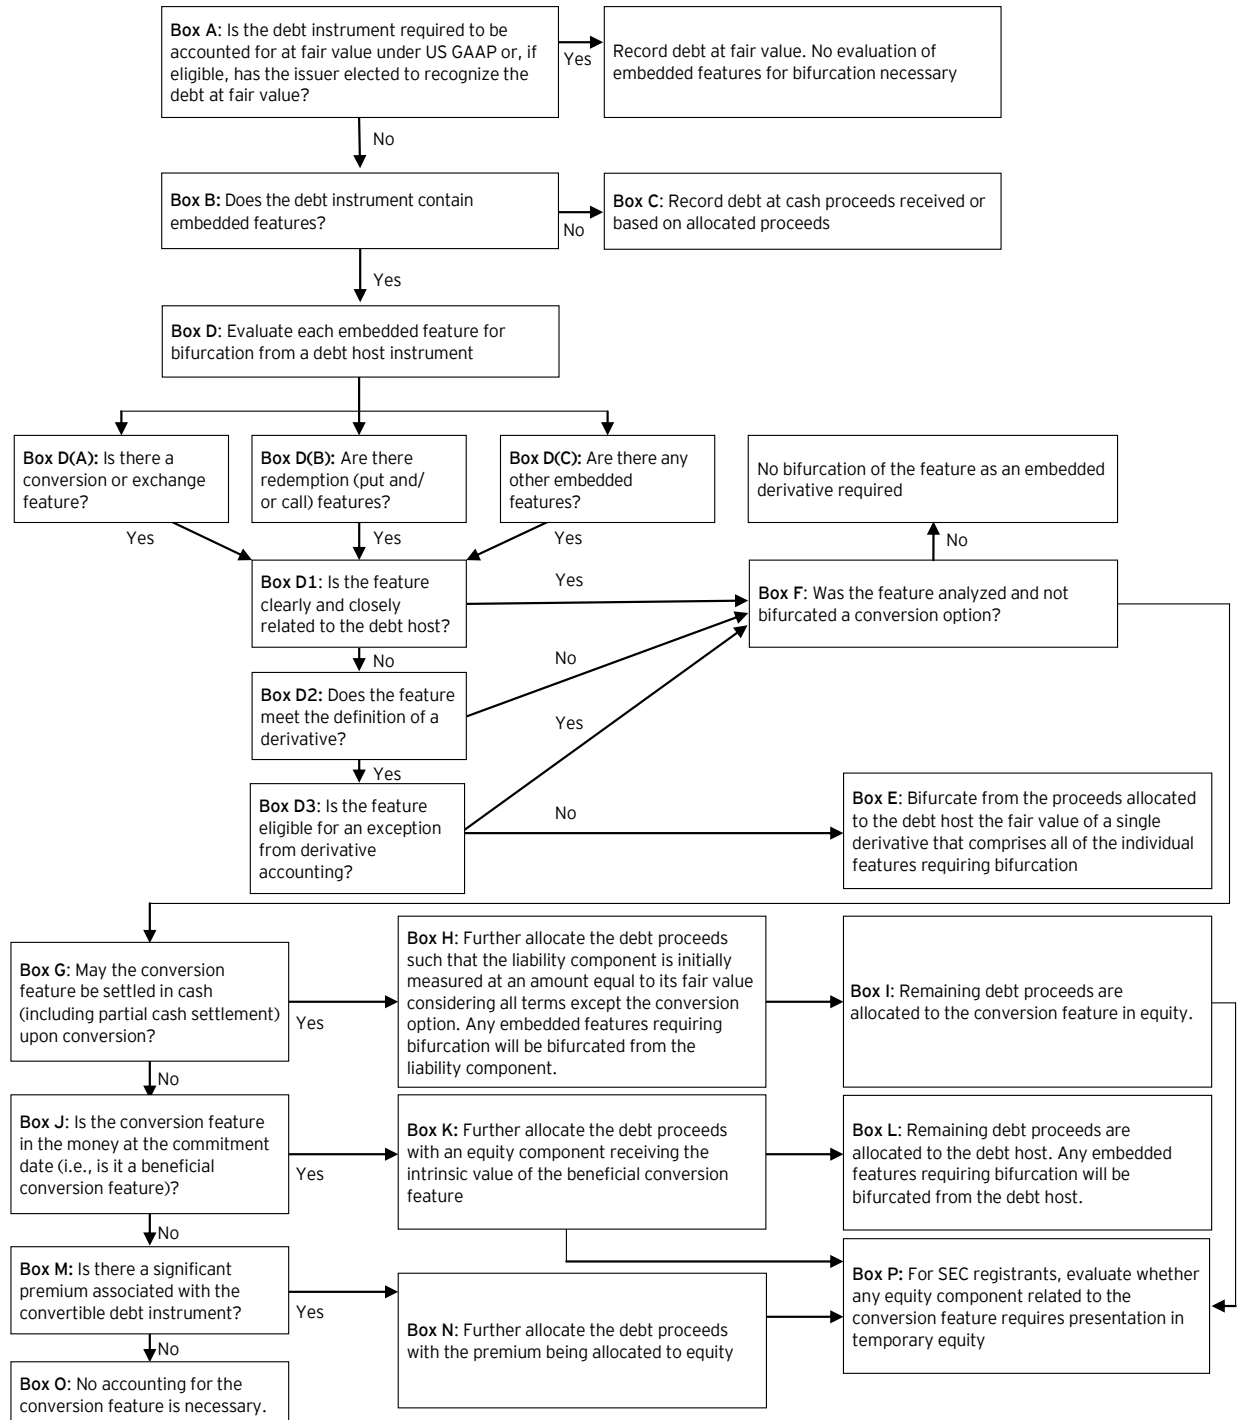 Box A: Is the debt instrument required to be
accounted for at fair value under US GAAP or, if
eligible, has the issuer elected to recognize the
debt at fair value?
Yes
Record debt at fair value. No evaluation of
embedded features for bifurcation necessary
No
Box B: Does the debt instrument contain
embedded features?
No
Box C: Record debt at cash proceeds received or
based on allocated proceeds
Yes
Box D: Evaluate each embedded feature for
bifurcation from a debt host instrument
Box D(A): Is there a
conversion or exchange
feature?
Box D(B): Are there
redemption (put and/
or call) features?
Box D(C): Are there any
other embedded
features?
No bifurcation of the feature as an embedded
derivative required
Yes
Yes
Yes
No
Box D1: Is the feature
clearly and closely
related to the debt host?
Yes
Box F: Was the feature analyzed and not
bifurcated a conversion option?
No
No
Box D2: Does the feature
meet the definition of a
derivative?
Yes
Yes
Box D3: Is the feature
eligible for an exception
from derivative
accounting?
No
Box E: Bifurcate from the proceeds allocated
to the debt host the fair value of a single
derivative that comprises all of the individual
features requiring bifurcation
Box G: May the conversion
feature be settled in cash
(including partial cash settlement)
upon conversion?
Yes
Box H: Further allocate the debt proceeds
such that the liability component is initially
measured at an amount equal to its fair value
considering all terms except the conversion
option. Any embedded features requiring
bifurcation will be bifurcated from the
liability component.
Box I: Remaining debt proceeds are
allocated to the conversion feature in equity.
No
Box J: Is the conversion feature
in the money at the commitment
date (i.e., is it a beneficial
conversion feature)?
Yes
Box K: Further allocate the debt proceeds
with an equity component receiving the
intrinsic value of the beneficial conversion
feature
Box L: Remaining debt proceeds are
allocated to the debt host. Any embedded
features requiring bifurcation will be
bifurcated from the debt host.
No
Box M: Is there a significant
premium associated with the
convertible debt instrument?
Yes
Box N: Further allocate the debt proceeds
with the premium being allocated to equity
Box P: For SEC registrants, evaluate whether
any equity component related to the
conversion feature requires presentation in
temporary equity
No
Box O: No accounting for the
conversion feature is necessary.